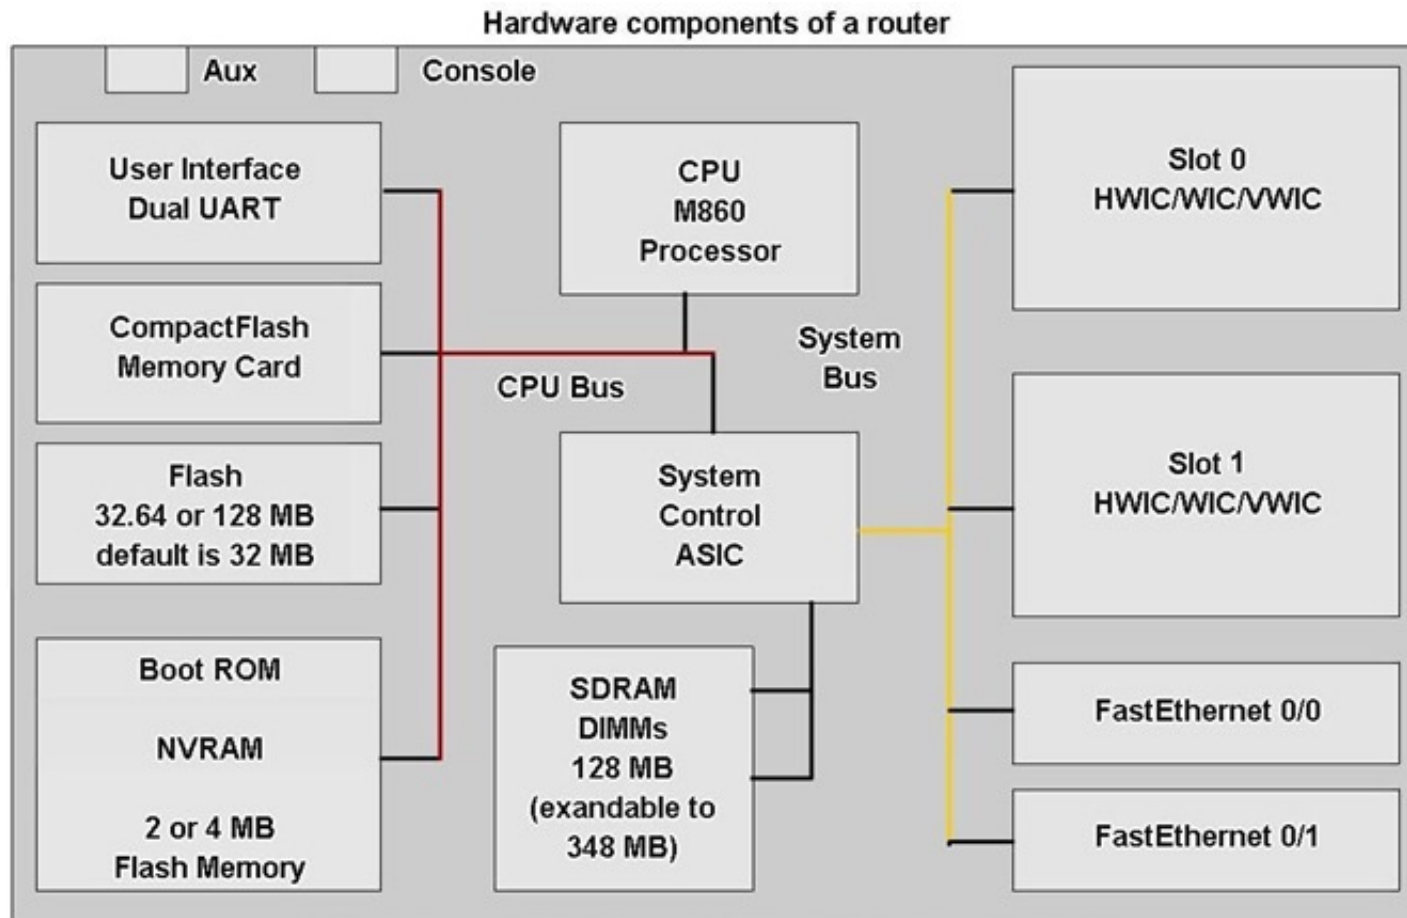 Hardware components of a router
Aux
Console
User Interface
Dual UART
CompactFlash
Memory Card
Flash
32.64 or 128 MB
default is 32 MB
Boot ROM
NVRAM
2 or 4 MB
Flash Memory
CPU
M860
Processor
CPU Bus
System
Bus
System
Control
ASIC
SDRAM
DIMMs
128 MB
(exandable to
348 MB)
Slot 0
HWIC/WIC/VWIC
Slot 1
HWIC/WIC/VWIC
FastEthernet 0/0
FastEthernet 0/1